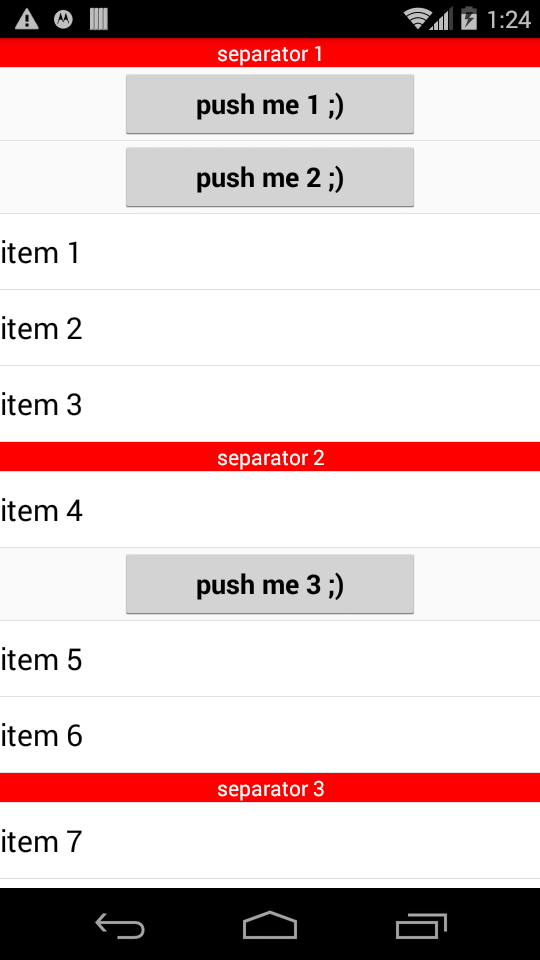 1:24
separator 1
push me 1 ;)
push me 2 ;)
item 1
item 2
item 3
separator 2
item 4
push me 3 ;)
item 5
item 6
separator 3
item 7